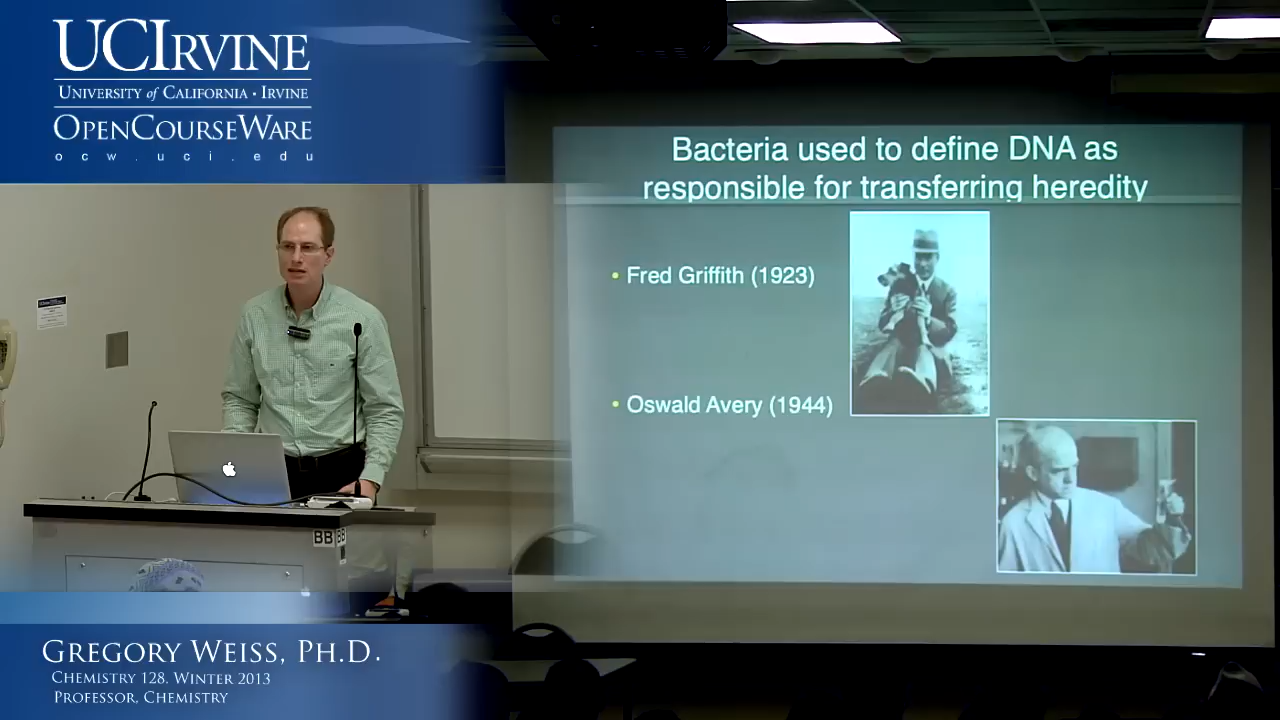 UCIRVINE
UNIVERSITY of CALIFORNIA • IRVINE
OPENCOURSEWARE
ocw.uci.edu
Bacteria used to define DNA as
responsible for transferring heredity
• Fred Griffith (1923)
• Oswald Avery (1944)
BB
BB
GREGORY WEISS, PH.D.
CHEMISTRY 128. WINTER 2013
PROFESSOR, CHEMISTRY